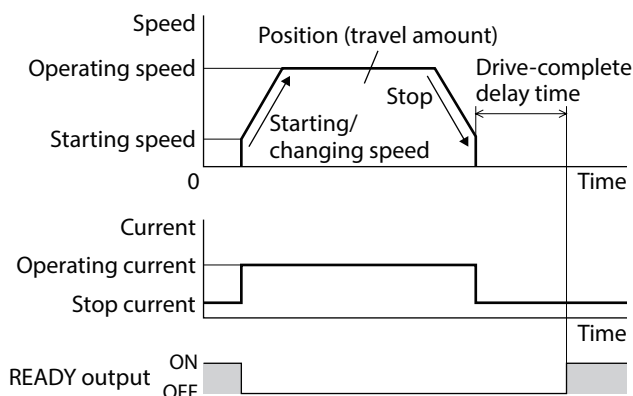 Speed
Position (travel amount)
Operating speed
Drive-complete
delay time
Stop
Starting/
changing speed
Starting speed
0
Time
Current
Operating current
Stop current
Time
ON
READY output
OFF